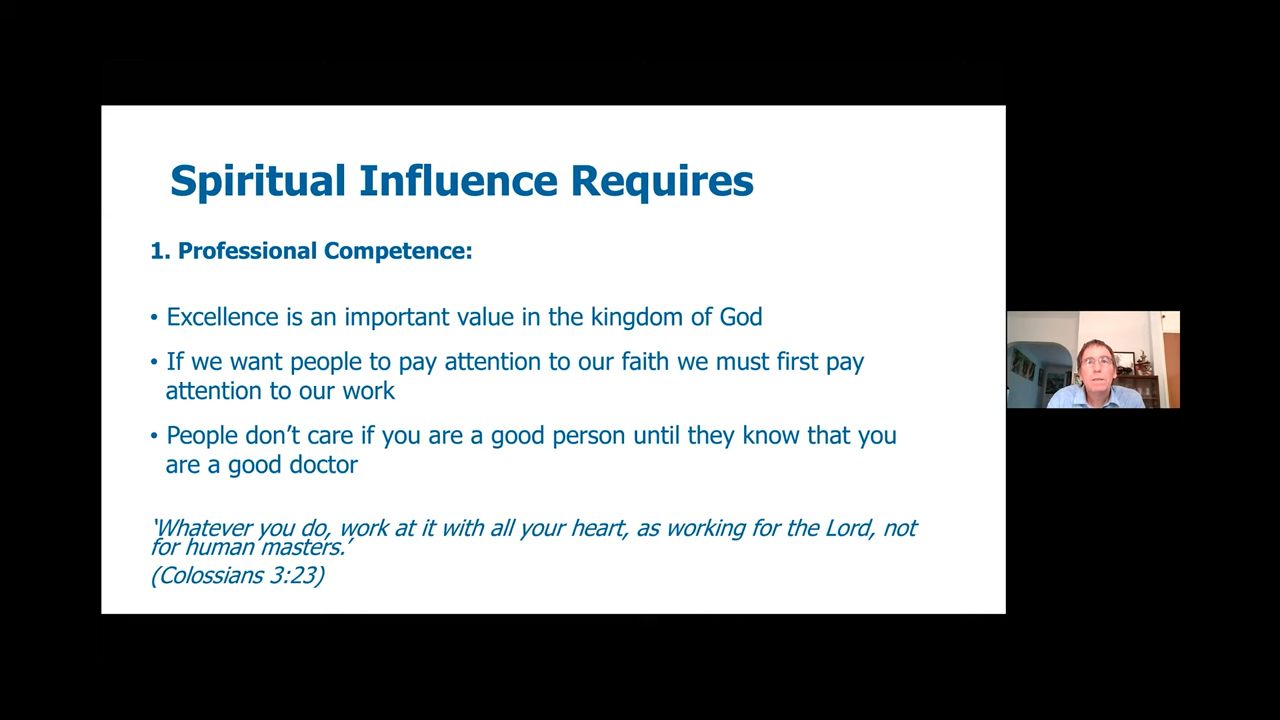 Spiritual Influence Requires
1. Professional Competence:
• Excellence is an important value in the kingdom of God
• If we want people to pay attention to our faith we must first pay
attention to our work
• People don’t care if you are a good person until they know that you
are a good doctor
‘Whatever you do, work at it with all your heart, as working for the Lord, not
for human masters.’
(Colossians 3:23)